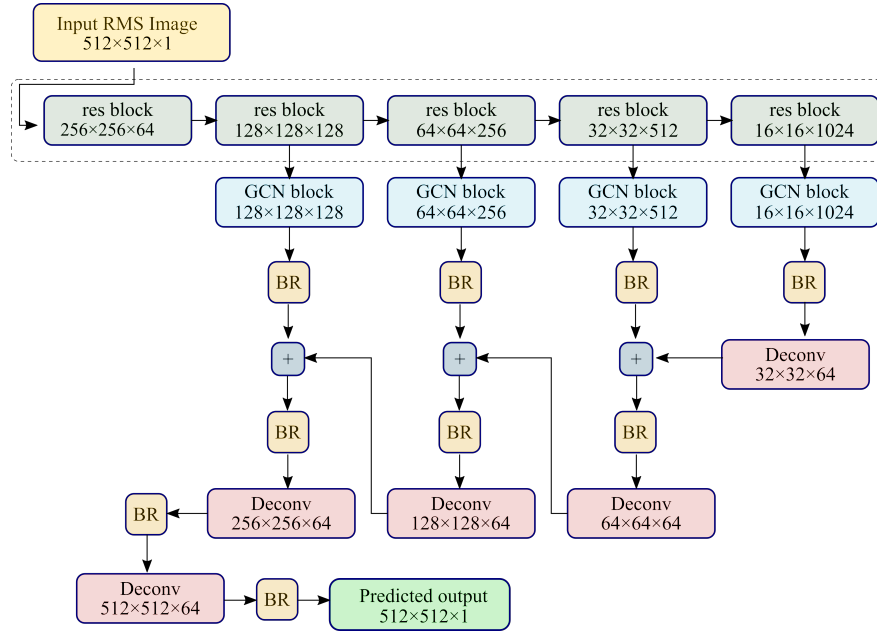 Input RMS Image
512×512×1
res block
256×256×64
res block
128×128×128
res block
64×64×256
res block
32×32×512
res block
16×16×1024
GCN block
128×128×128
GCN block
64×64×256
GCN block
32×32×512
GCN block
16×16×1024
BR
BR
BR
BR
+
+
+
Deconv
32×32×64
BR
BR
BR
BR
Deconv
256×256×64
Deconv
128×128×64
Deconv
64×64×64
Deconv
512×512×64
BR
Predicted output
512×512×1